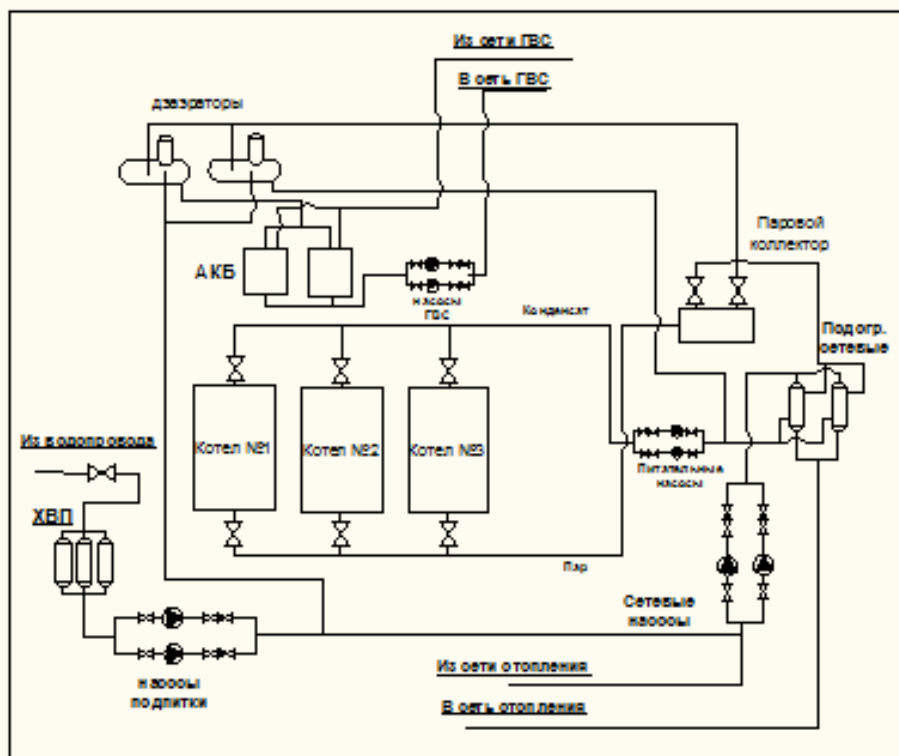 Из сети ГВС
В сеть ГВС
дэаэраторы
Паровой
коллектор
АКБ
насосы
ГВС
Конденсат
Подогр.
сетевые
Котел №1
Котел №2
Котел №3
Из водопровода
Питательные
насосы
ХВП
Пар
Сетевые
насосы
Из сети отопления
насосы
подпитки
В сеть отопления